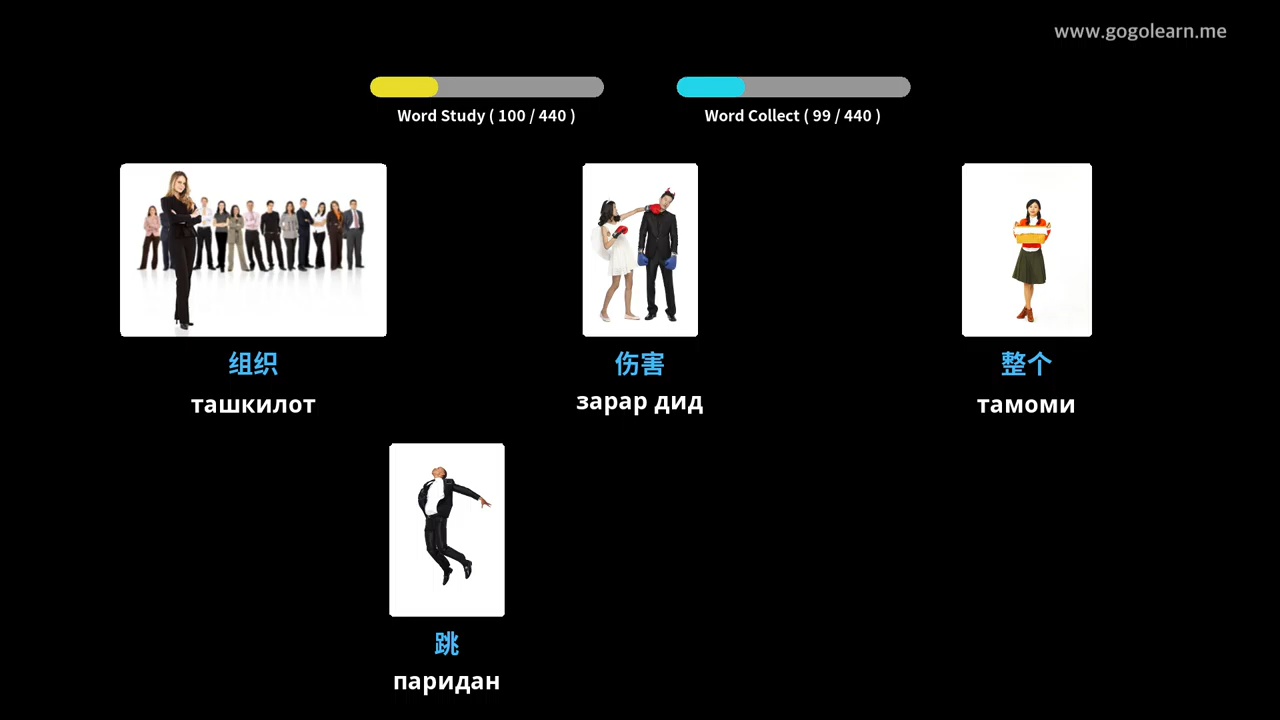 www.gogolearn.me
Word Study ( 100 / 440 )
Word Collect ( 99 / 440 )
组织
ташкилот
伤害
зарар дид
整个
тамоми
跳
паридан